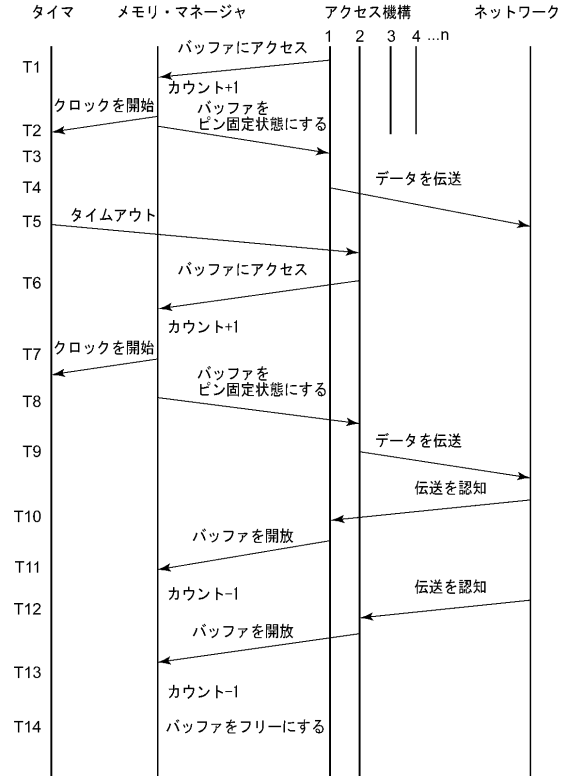 タイマ メモリ・マネージャ アクセス機構 ネットワーク
1 2 3 4 ...n
バッファにアクセス
T1
カウント+1
クロックを開始
バッファを
ピン固定状態にする
T2
T3
データを伝送
T4
タイムアウト
T5
バッファにアクセス
T6
カウント+1
クロックを開始
T7
バッファを
ピン固定状態にする
T8
データを伝送
T9
伝送を認知
T10
バッファを開放
T11
伝送を認知
カウント-1
T12
バッファを開放
T13
カウント-1
T14 バッファをフリーにする